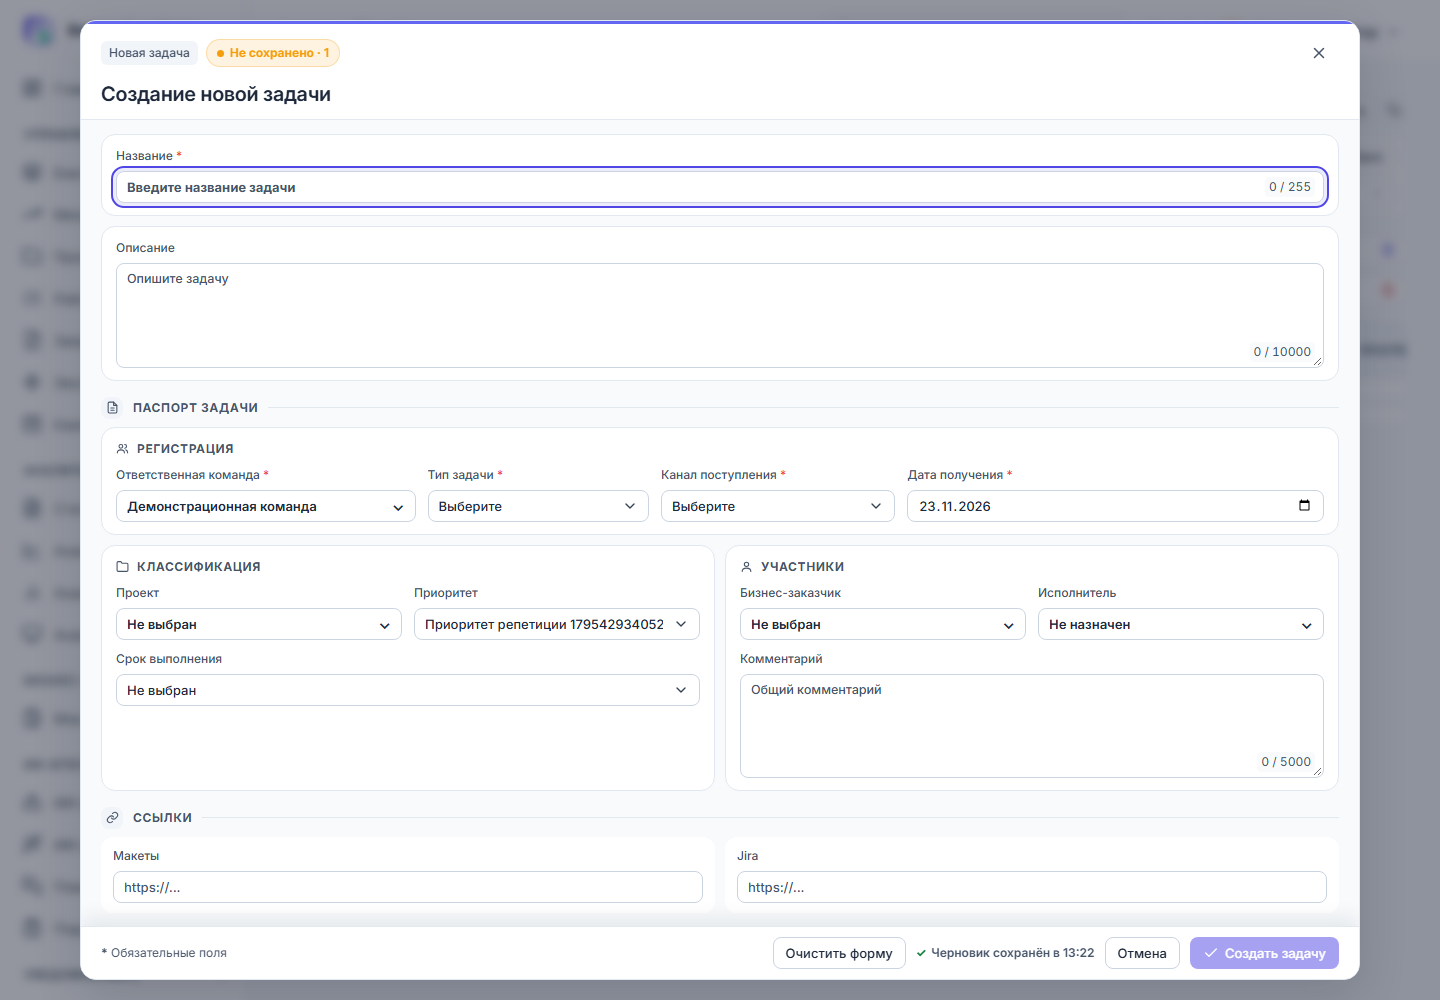 Новая задача
Не сохранено · 1
Создание новой задачи
Название *
Введите название задачи
0 / 255
Описание
Опишите задачу
0 / 10000
ПАСПОРТ ЗАДАЧИ
РЕГИСТРАЦИЯ
Ответственная команда * Тип задачи * Канал поступления * Дата получения *
Демонстрационная команда Выберите Выберите 23.11.2026
КЛАССИФИКАЦИЯ
Проект Приоритет
Не выбран Приоритет репетиции 179542934052
Срок выполнения
Не выбран
УЧАСТНИКИ
Бизнес-заказчик Исполнитель
Не выбран Не назначен
Комментарий
Общий комментарий
0 / 5000
ССЫЛКИ
Макеты
https://...
Jira
https://...
* Обязательные поля
Очистить форму
Черновик сохранён в 13:22
Отмена
Создать задачу